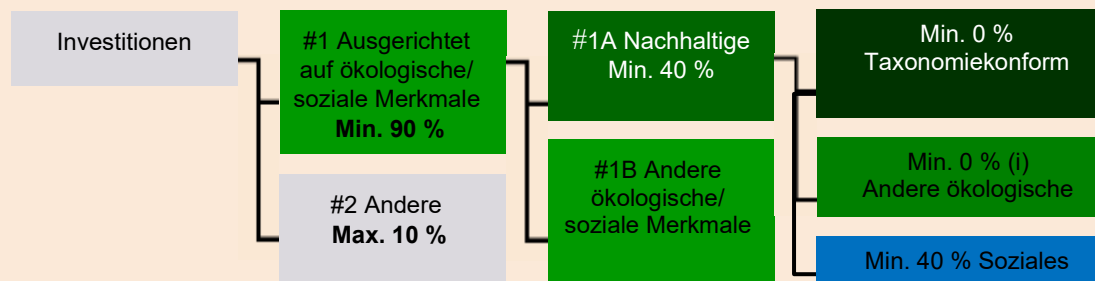 Investitionen
#1 Ausgerichtet
auf ökologische/
soziale Merkmale
Min. 90 %
#2 Andere
Max. 10 %
#1A Nachhaltige
Min. 40 %
#1B Andere
ökologische/
soziale Merkmale
Min. 0 %
Taxonomiekonform
Min. 0 % (i)
Andere ökologische
Min. 40 % Soziales